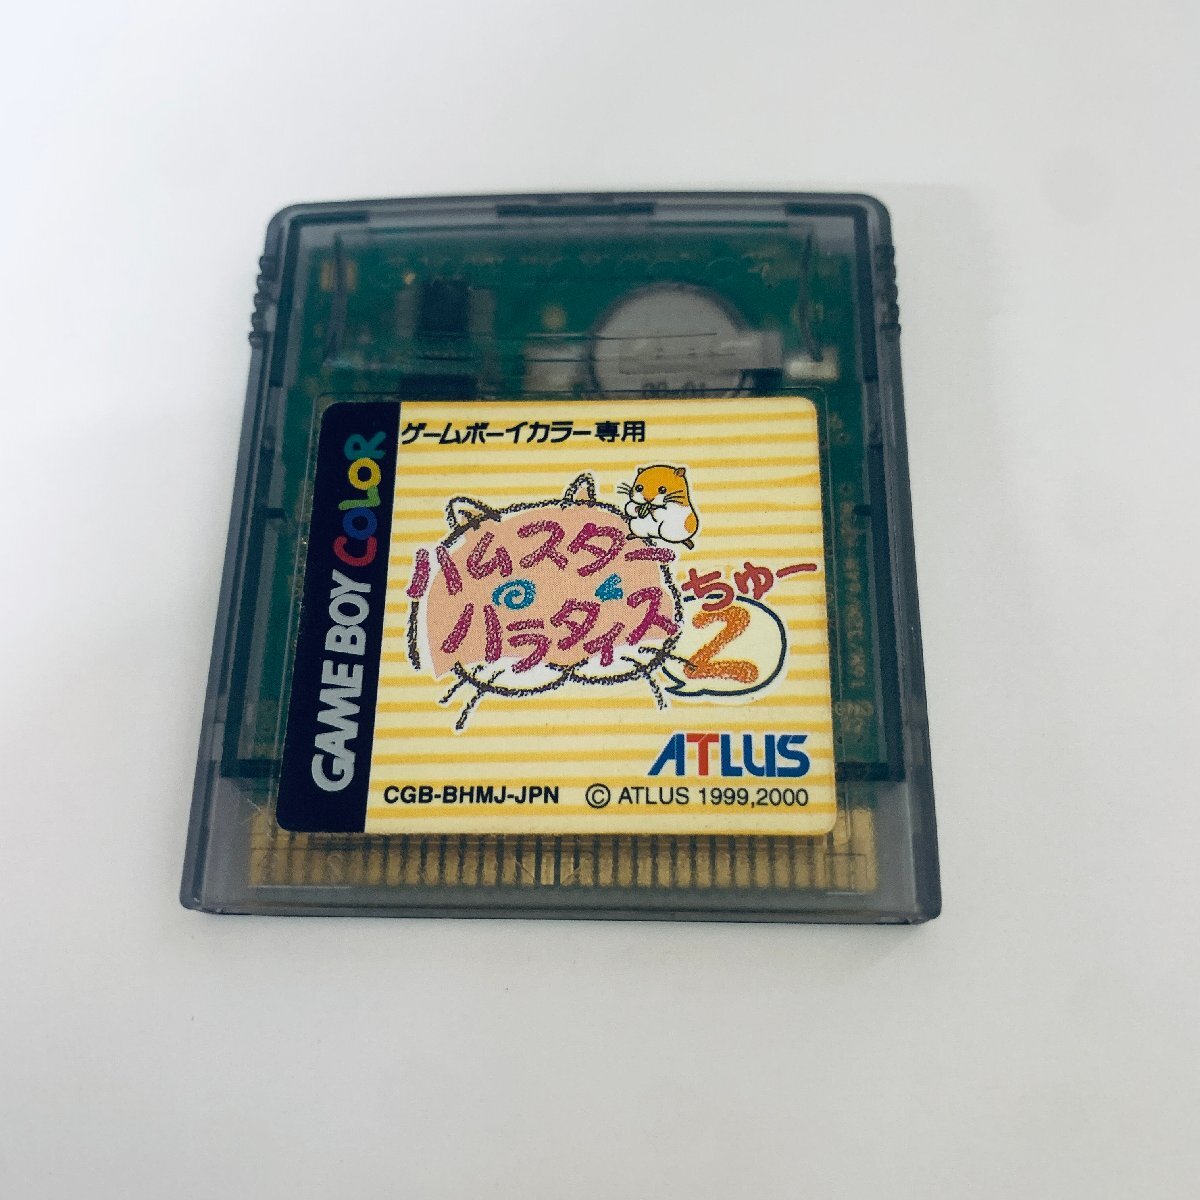 ゲームボーイカラー専用
GAME BOY COLOR
ハムスター
パラダイス
ちゅー
2
ATLUS
CGB-BHMJ-JPN © ATLUS 1999,2000